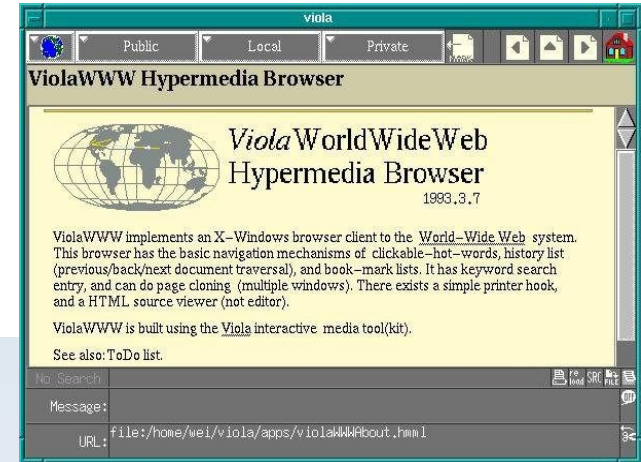 viola
Public Local Private MARK
ViolaWWW Hypermedia Browser
Viola WorldWideWeb
Hypermedia Browser
1993.3.7
ViolaWWW implements an X-Windows browser client to the World-Wide Web system.
This browser has the basic navigation mechanisms of clickable-hot-words, history list
(previous/back/next document traversal), and book-mark lists. It has keyword search
entry, and can do page cloning (multiple windows). There exists a simple printer hook,
and a HTML source viewer (not editor).
ViolaWWW is built using the Viola interactive media tool(kit).
See also:ToDo list.
No Search re load SRC FILE
Message: Off
URL: file:/home/wei/viola/apps/violaWWWAbout.hmml